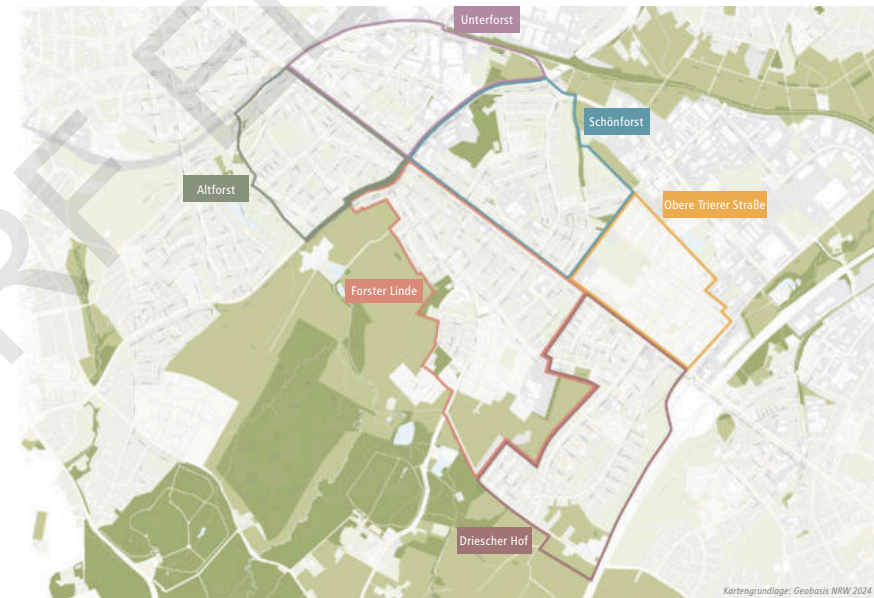 Unterforst
Schönforst
Altforst
Obere Trierer Straße
Forster Linde
Driescher Hof
Kartengrundlage: Geobasis NRW 2024